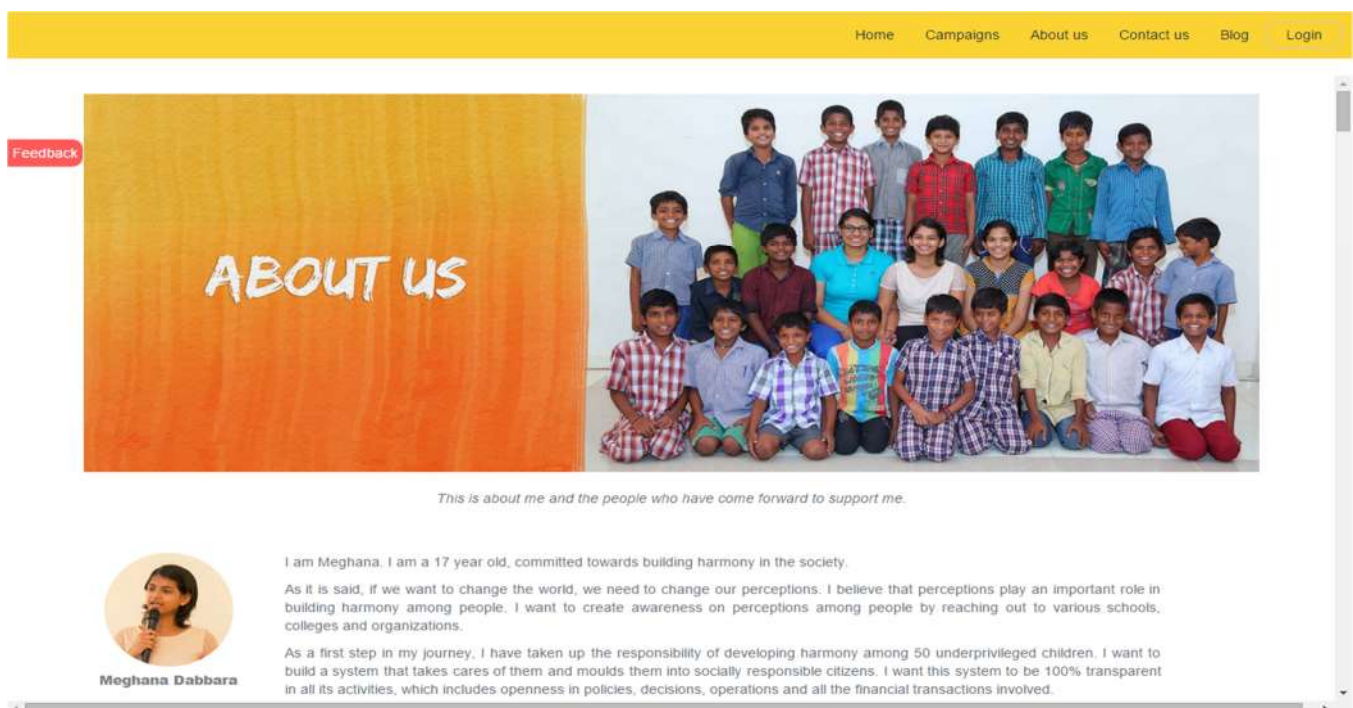 Home Campaigns About us Contact us Blog Login
Feedback
ABOUT US
This is about me and the people who have come forward to support me.
I am Meghana. I am a 17 year old, committed towards building harmony in the society.
As it is said, if we want to change the world, we need to change our perceptions. I believe that perceptions play an important role in
building harmony among people. I want to create awareness on perceptions among people by reaching out to various schools,
colleges and organizations.
As a first step in my journey, I have taken up the responsibility of developing harmony among 50 underprivileged children. I want to
build a system that takes cares of them and moulds them into socially responsible citizens. I want this system to be 100% transparent
in all its activities, which includes openness in policies, decisions, operations and all the financial transactions involved.
Meghana Dabbara